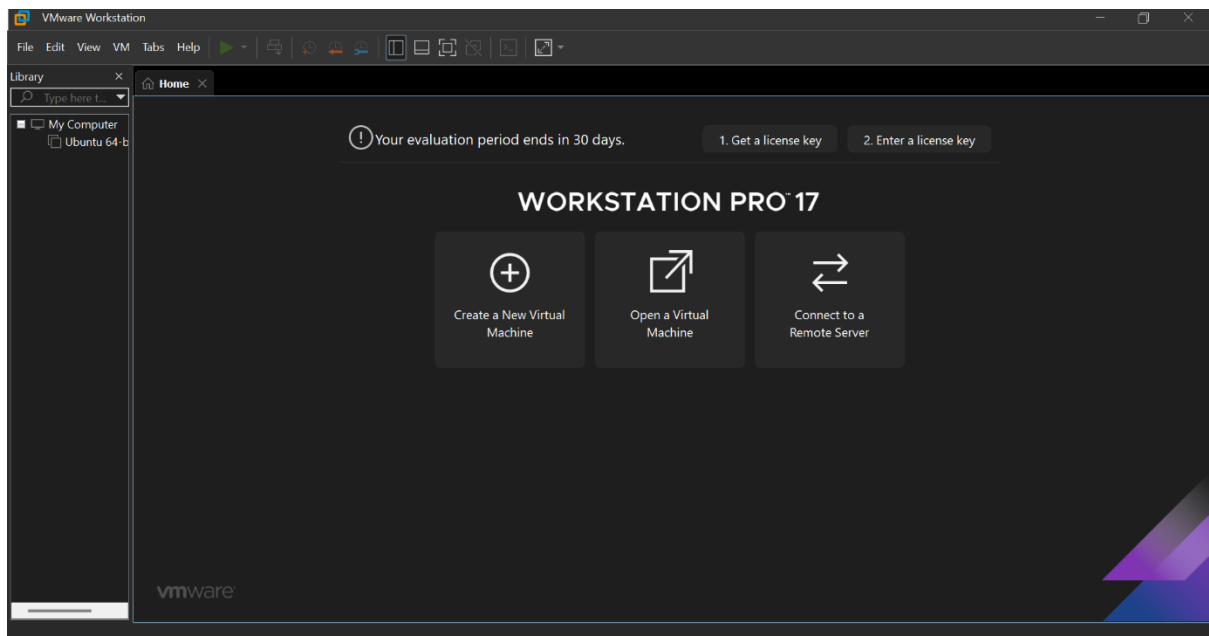 VMware Workstation
File Edit View VM Tabs Help
Library
Home
Type here t...
My Computer
Ubuntu 64-b
Your evaluation period ends in 30 days.
1. Get a license key
2. Enter a license key
WORKSTATION PRO™ 17
Create a New Virtual
Machine
Open a Virtual
Machine
Connect to a
Remote Server
vmware